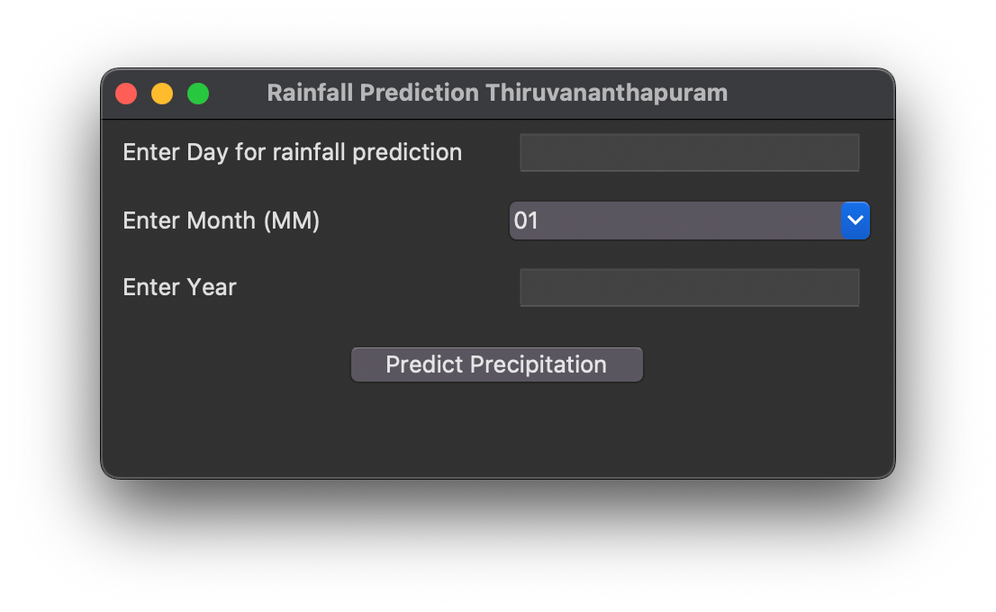 Rainfall Prediction Thiruvananthapuram
Enter Day for rainfall prediction
Enter Month (MM) 01
Enter Year
Predict Precipitation